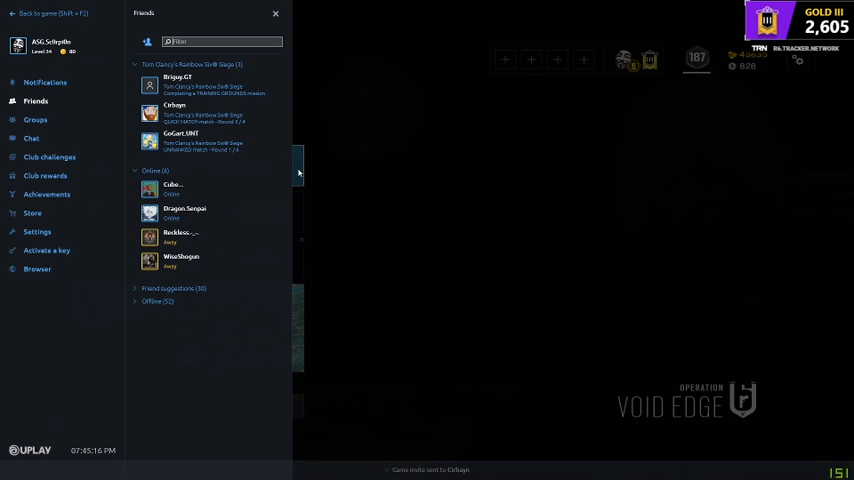 Back to game (Shift + F2)
ASG.Sc0rpi0n
Level 34
80
Notifications
Friends
Groups
Chat
Club challenges
Club rewards
Achievements
Store
Settings
Activate a key
Browser
UPLAY
07:45:16 PM
Friends
Filter
Tom Clancy's Rainbow Six® Siege (3)
Briguy.GT
Tom Clancy's Rainbow Six® Siege
Completing a TRAINING GROUNDS mission
Cirbayn
Tom Clancy's Rainbow Six® Siege
QUICK MATCH match - Round 3 / 4
GoGart.UNT
Tom Clancy's Rainbow Six® Siege
UNRANKED match - Round 1 / 6
Online (4)
Cube...
Online
Dragon.Senpai
Online
Reckless.-_-.
Away
WiseShogun
Away
Friend suggestions (30)
Offline (52)
GOLD III
2,605
TRN R6.TRACKER.NETWORK
187
828
OPERATION
VOID EDGE
Game invite sent to Cirbayn
151